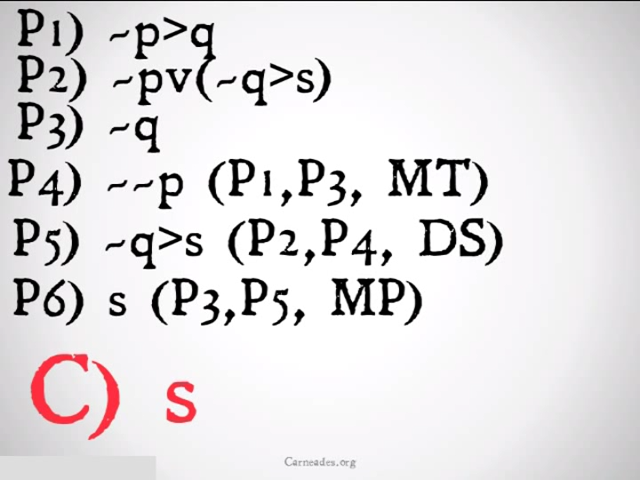 P1) ~p>q
P2) ~pv(~q>s)
P3) ~q
P4) ~~p (P1,P3, MT)
P5) ~q>s (P2,P4, DS)
P6) s (P3,P5, MP)
C) s
Carneades.org